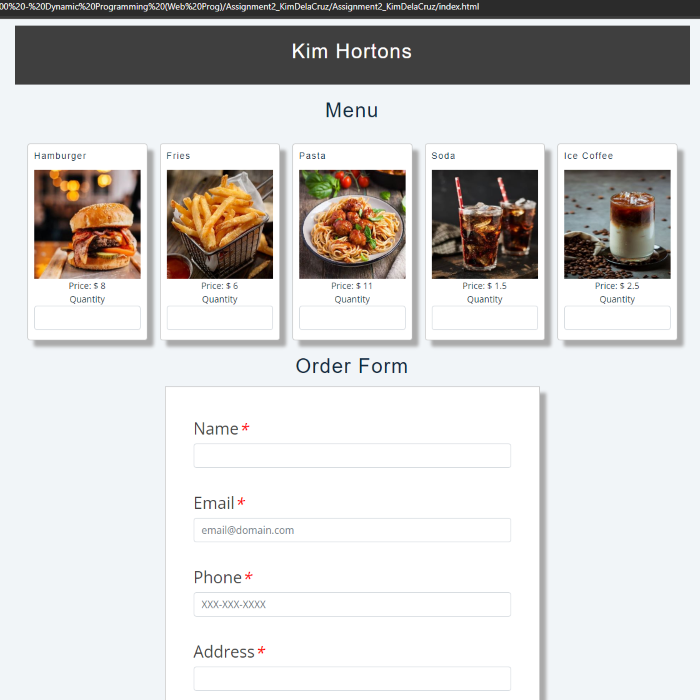 00%20-%20Dynamic%20Programming%20(Web%20Prog)/Assignment2_KimDelaCruz/Assignment2_KimDelaCruz/index.html
Kim Hortons
Menu
Hamburger
Price: $ 8
Quantity
Fries
Price: $ 6
Quantity
Pasta
Price: $ 11
Quantity
Soda
Price: $ 1.5
Quantity
Ice Coffee
Price: $ 2.5
Quantity
Order Form
Name*
Email*
email@domain.com
Phone*
XXX-XXX-XXXX
Address*